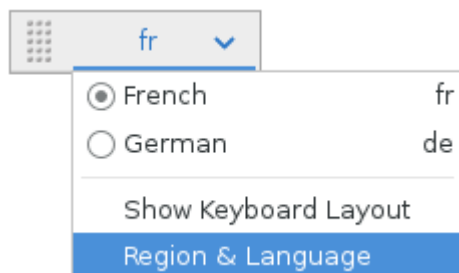 fr
French fr
German de
Show Keyboard Layout
Region & Language